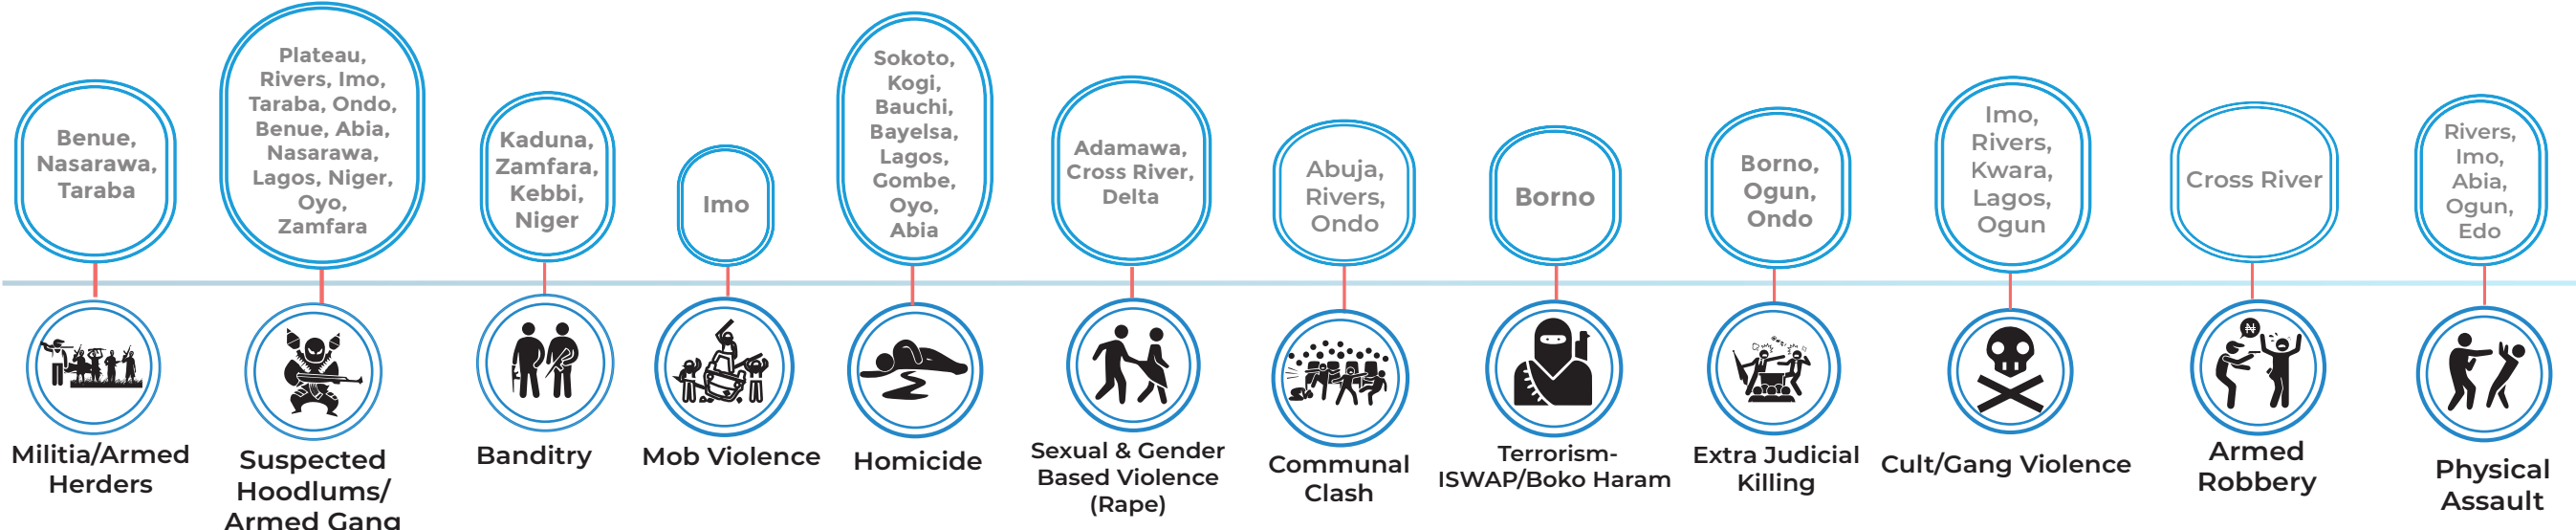 Benue,
Nasarawa,
Taraba
Militia/Armed
Herders
Plateau,
Rivers, Imo,
Taraba, Ondo,
Benue, Abia,
Nasarawa,
Lagos, Niger,
Oyo,
Zamfara
Suspected
Hoodlums/
Armed Gang
Kaduna,
Zamfara,
Kebbi,
Niger
Banditry
Imo
Mob Violence
Sokoto,
Kogi,
Bauchi,
Bayelsa,
Lagos,
Gombe,
Oyo,
Abia
Homicide
Adamawa,
Cross River,
Delta
Sexual & Gender
Based Violence
(Rape)
Abuja,
Rivers,
Ondo
Communal
Clash
Borno
Terrorism-
ISWAP/Boko Haram
Borno,
Ogun,
Ondo
Extra Judicial
Killing
Imo,
Rivers,
Kwara,
Lagos,
Ogun
Cult/Gang Violence
Cross River
₦
Armed
Robbery
Rivers,
Imo,
Abia,
Ogun,
Edo
Physical
Assault